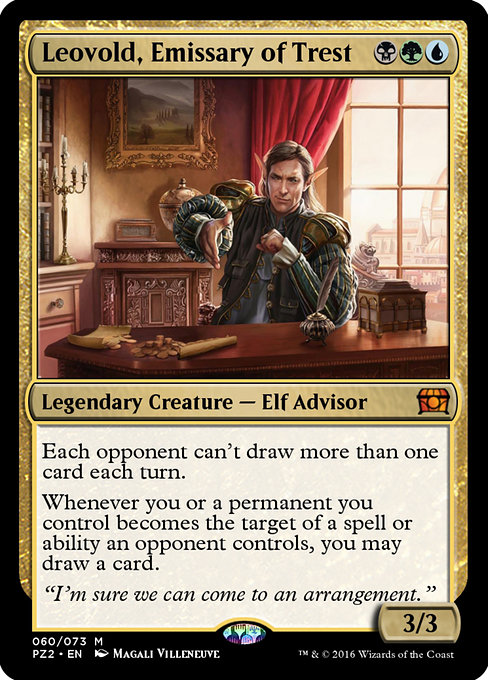 Leovold, Emissary of Trest
Legendary Creature — Elf Advisor
Each opponent can't draw more than one
card each turn.
Whenever you or a permanent you
control becomes the target of a spell or
ability an opponent controls, you may
draw a card.
“I'm sure we can come to an arrangement.”
3/3
060/073 M
PZ2 • EN Magali Villeneuve
™ & © 2016 Wizards of the Coast